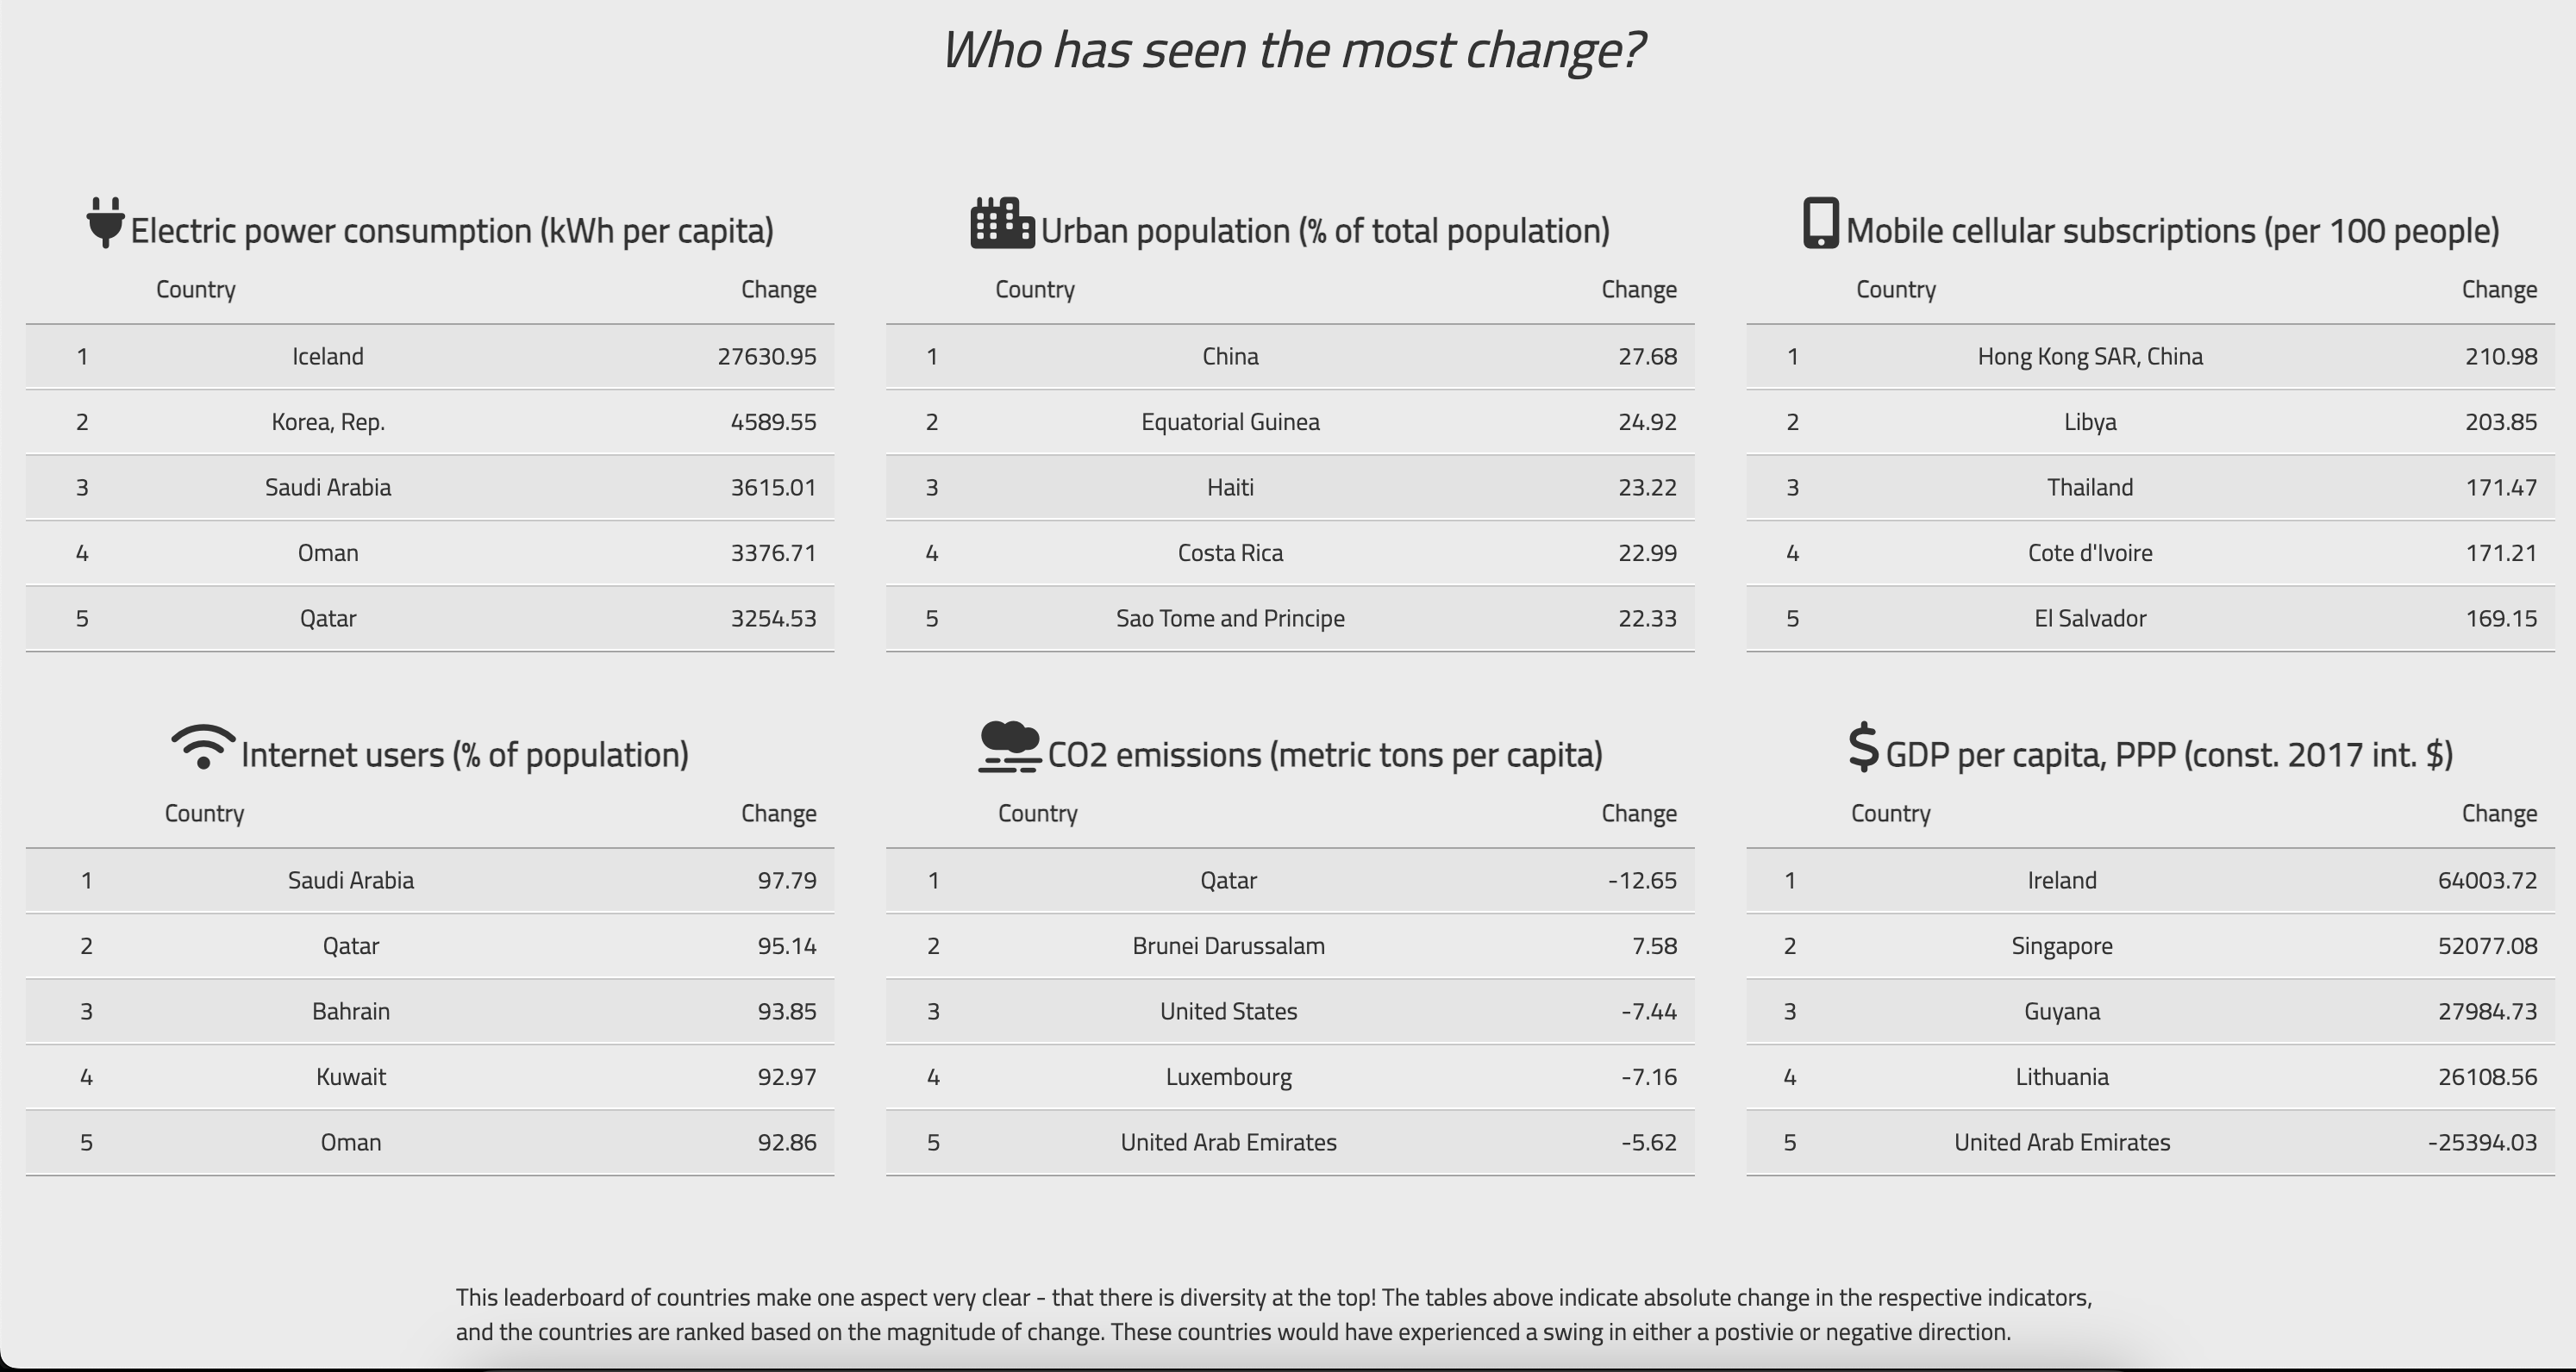 Who has seen the most change?
Electric power consumption (kWh per capita)
Country Change
1 Iceland 27630.95
2 Korea, Rep. 4589.55
3 Saudi Arabia 3615.01
4 Oman 3376.71
5 Qatar 3254.53
Urban population (% of total population)
Country Change
1 China 27.68
2 Equatorial Guinea 24.92
3 Haiti 23.22
4 Costa Rica 22.99
5 Sao Tome and Principe 22.33
Mobile cellular subscriptions (per 100 people)
Country Change
1 Hong Kong SAR, China 210.98
2 Libya 203.85
3 Thailand 171.47
4 Cote d'Ivoire 171.21
5 El Salvador 169.15
Internet users (% of population)
Country Change
1 Saudi Arabia 97.79
2 Qatar 95.14
3 Bahrain 93.85
4 Kuwait 92.97
5 Oman 92.86
CO2 emissions (metric tons per capita)
Country Change
1 Qatar -12.65
2 Brunei Darussalam 7.58
3 United States -7.44
4 Luxembourg -7.16
5 United Arab Emirates -5.62
GDP per capita, PPP (const. 2017 int. $)
Country Change
1 Ireland 64003.72
2 Singapore 52077.08
3 Guyana 27984.73
4 Lithuania 26108.56
5 United Arab Emirates -25394.03
This leaderboard of countries make one aspect very clear - that there is diversity at the top! The tables above indicate absolute change in the respective indicators,
and the countries are ranked based on the magnitude of change. These countries would have experienced a swing in either a postivie or negative direction.